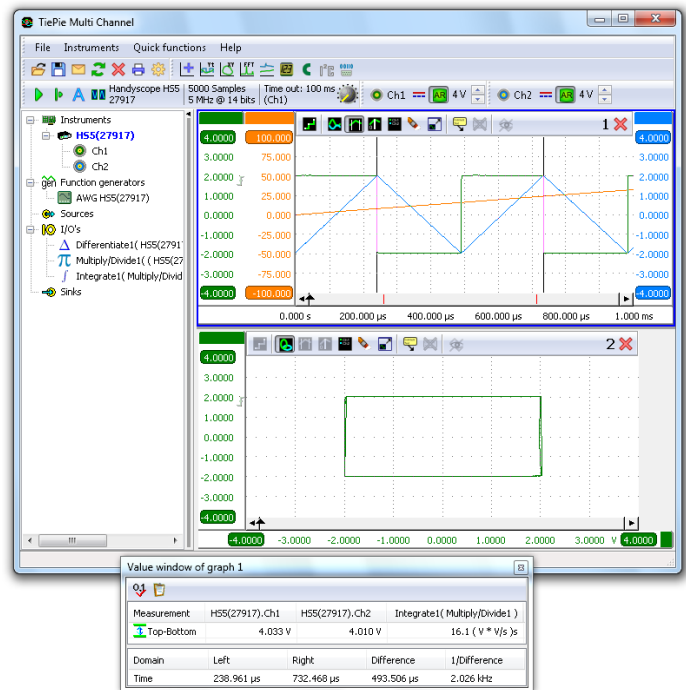 TiePie Multi Channel
File Instruments Quick functions Help
Handyscope HS5 27917
5000 Samples 5 MHz @ 14 bits
Time out: 100 ms (Ch1)
Ch1 AR 4 V
Ch2 AR 4 V
Instruments
HS5(27917)
Ch1
Ch2
Function generators
AWG HS5(27917)
Sources
I/O's
Differentiate1( HS5(2791
Multiply/Divide1( ( HS5(27
Integrate1( Multiply/Divid
Sinks
1
4.0000 100.000 4.0000
3.0000 75.000 3.0000
2.0000 50.000 2.0000
1.0000 25.000 1.0000
0.0000 0.000 0.0000
-1.0000 -25.000 -1.0000
-2.0000 -50.000 -2.0000
-3.0000 -75.000 -3.0000
-4.0000 -100.000 -4.0000
0.000 s 200.000 µs 400.000 µs 600.000 µs 800.000 µs 1.000 ms
2
4.0000
3.0000
2.0000
1.0000
0.0000
-1.0000
-2.0000
-3.0000
-4.0000
-4.0000 -3.0000 -2.0000 -1.0000 0.0000 1.0000 2.0000 3.0000 V 4.0000
Value window of graph 1
Measurement HS5(27917).Ch1 HS5(27917).Ch2 Integrate1( Multiply/Divide1 )
Top-Bottom 4.033 V 4.010 V 16.1 ( V * V/s )s
Domain Left Right Difference 1/Difference
Time 238.961 µs 732.468 µs 493.506 µs 2.026 kHz